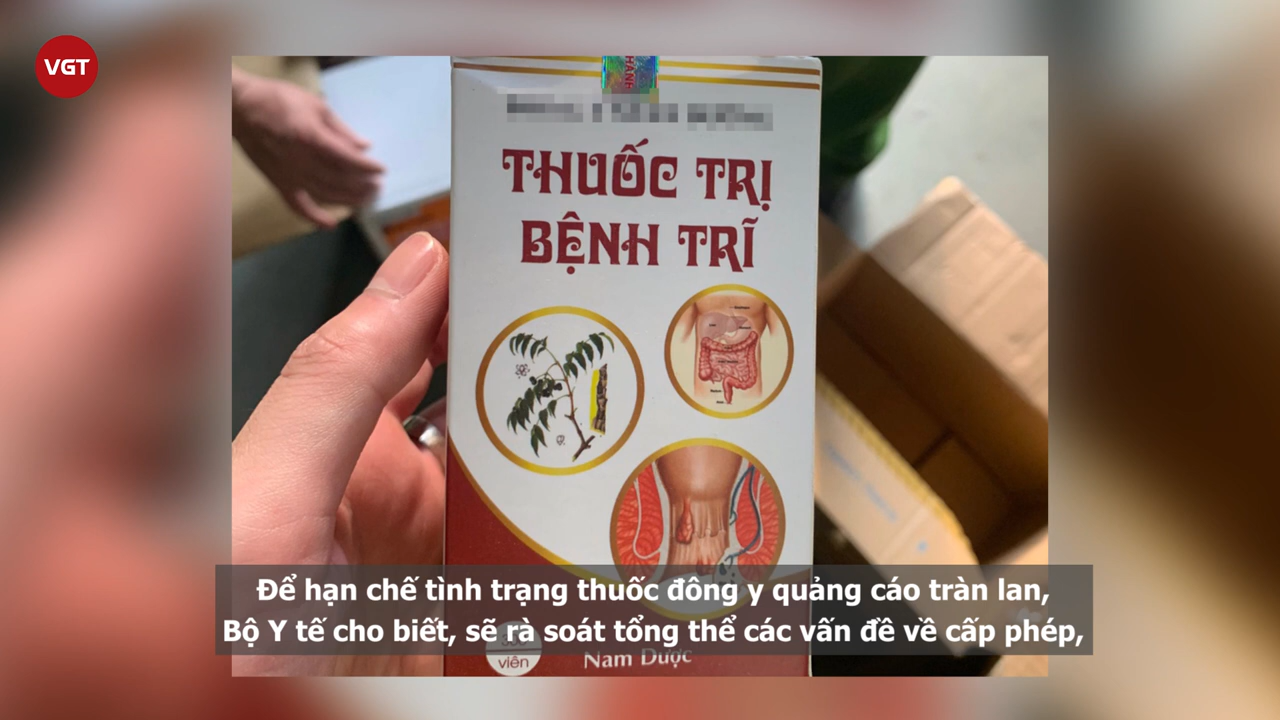 VGT
THUỐC TRỊ
BỆNH TRĨ
Để hạn chế tình trạng thuốc đông y quảng cáo tràn lan,
Bộ Y tế cho biết, sẽ rà soát tổng thể các vấn đề về cấp phép,
viên
Nam Dược